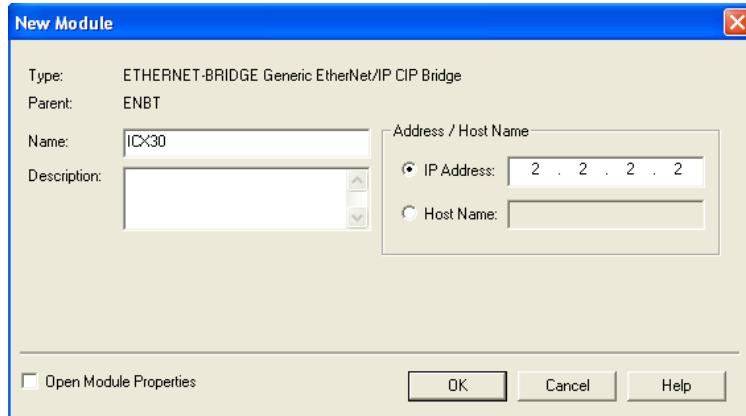 New Module
Type: ETHERNET-BRIDGE Generic EtherNet/IP CIP Bridge
Parent: ENBT
Name: ICX30
Description:
Address / Host Name
IP Address: 2 . 2 . 2 . 2
Host Name:
Open Module Properties
OK Cancel Help